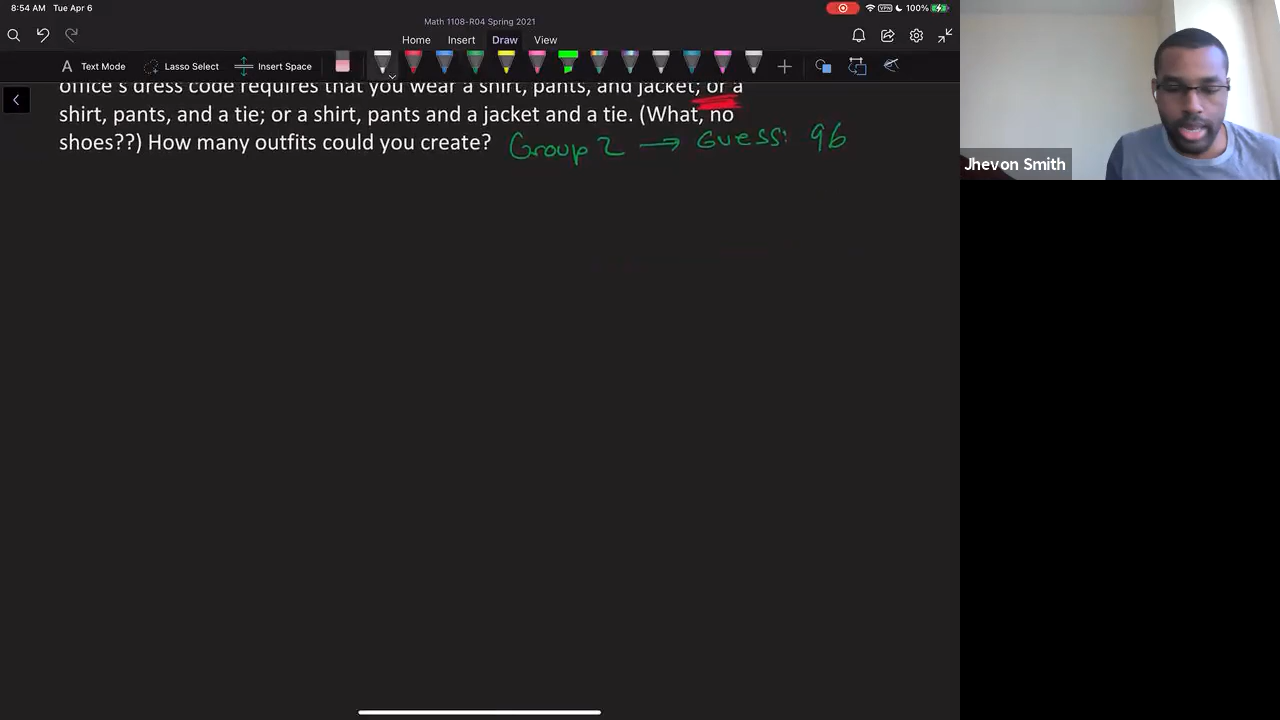 8:54 AM Tue Apr 6
VPN 100%
Math 1108-R04 Spring 2021
Home Insert Draw View
A Text Mode Lasso Select Insert Space
office's dress code requires that you wear a shirt, pants, and jacket; or a
shirt, pants, and a tie; or a shirt, pants and a jacket and a tie. (What, no
shoes??) How many outfits could you create? Group 2 → Guess: 96
Jhevon Smith